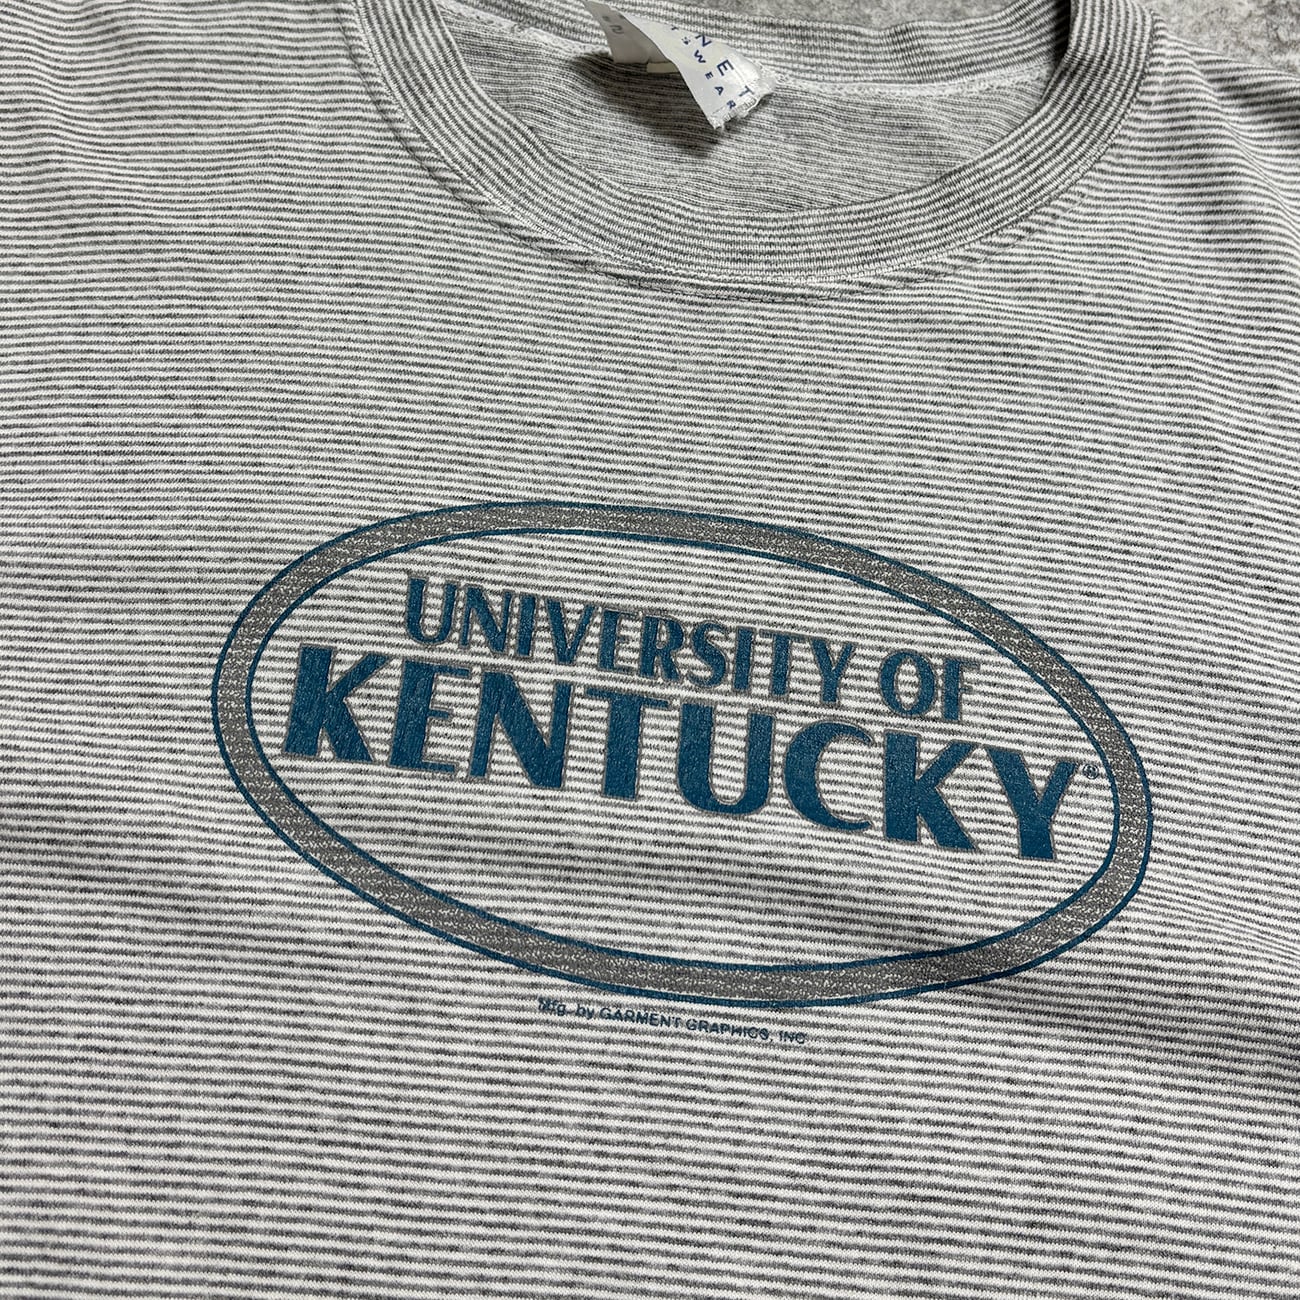 UNIVERSITY OF
KENTUCKY®
Mfg. by GARMENT GRAPHICS, INC